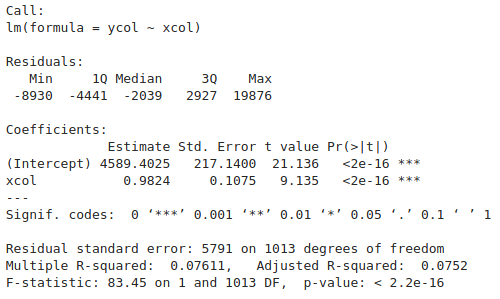 Call:
lm(formula = ycol ~ xcol)

Residuals:
   Min     1Q Median     3Q    Max
 -8930  -4441  -2039   2927  19876

Coefficients:
             Estimate Std. Error t value Pr(>|t|)
(Intercept) 4589.4025   217.1400  21.136   <2e-16 ***
xcol           0.9824     0.1075   9.135   <2e-16 ***
---
Signif. codes:  0 ‘***’ 0.001 ‘**’ 0.01 ‘*’ 0.05 ‘.’ 0.1 ‘ ’ 1

Residual standard error: 5791 on 1013 degrees of freedom
Multiple R-squared:  0.07611,	Adjusted R-squared:  0.0752
F-statistic: 83.45 on 1 and 1013 DF,  p-value: < 2.2e-16